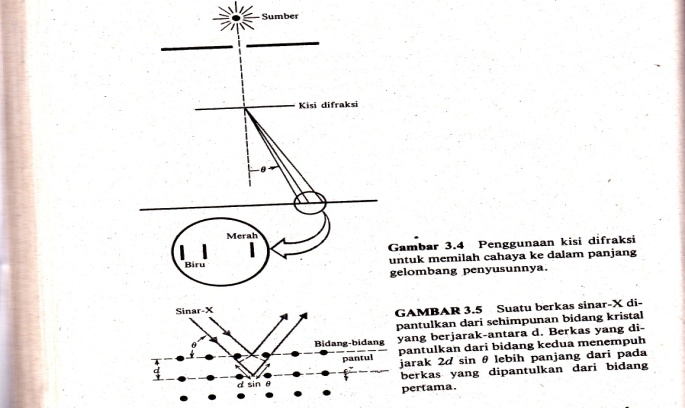 Sumber
Kisi difraksi
θ
Merah
Biru
Gambar 3.4 Penggunaan kisi difraksi
untuk memilah cahaya ke dalam panjang
gelombang penyusunnya.
Sinar-X
θ
d
d sin θ
Bidang-bidang
pantul
GAMBAR 3.5 Suatu berkas sinar-X di-
pantulkan dari sehimpunan bidang kristal
yang berjarak-antara d. Berkas yang di-
pantulkan dari bidang kedua menempuh
jarak 2d sin θ lebih panjang dari pada
berkas yang dipantulkan dari bidang
pertama.